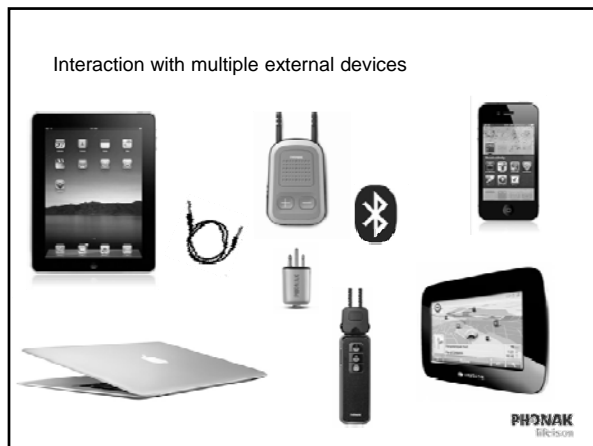 Interaction with multiple external devices
PHONAK
life is on